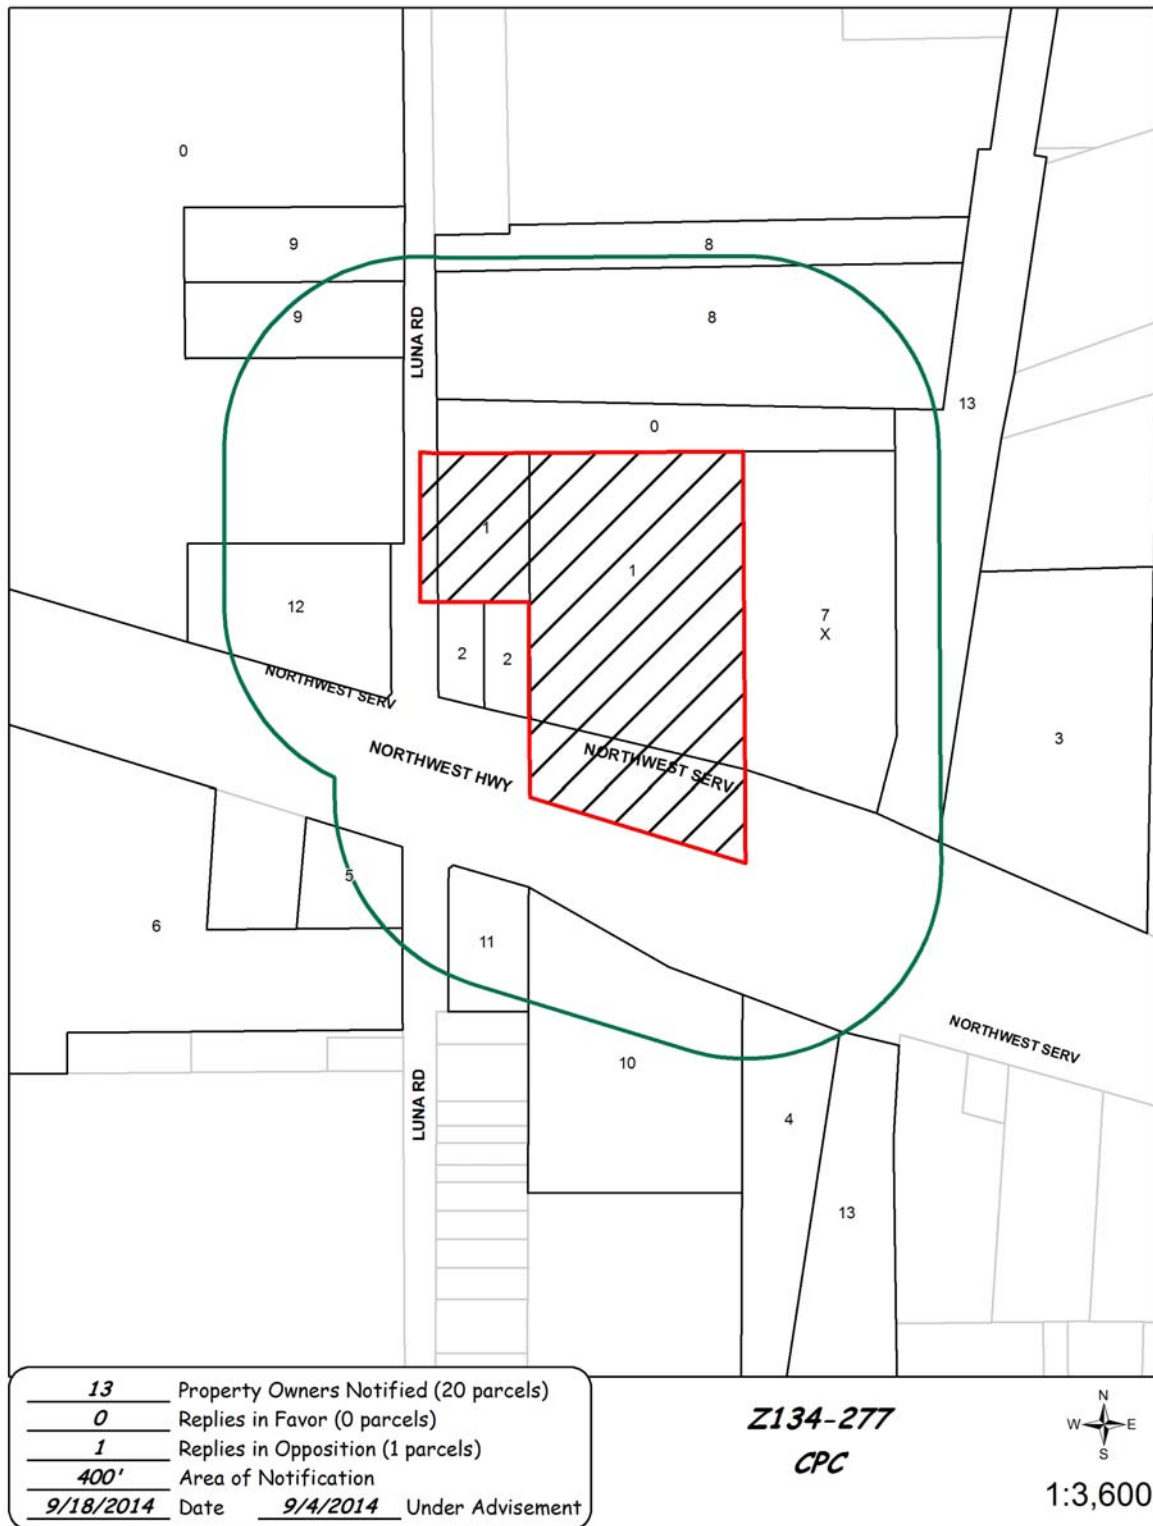 0
9
8
9
8
LUNA RD
13
0
1
1
7
X
12
2
2
NORTHWEST SERV
NORTHWEST HWY
NORTHWEST SERV
3
5
6
11
NORTHWEST SERV
10
LUNA RD
4
13
13 Property Owners Notified (20 parcels)
0 Replies in Favor (0 parcels)
1 Replies in Opposition (1 parcels)
400' Area of Notification
9/18/2014 Date 9/4/2014 Under Advisement
Z134-277
CPC
N
W E
S
1:3,600